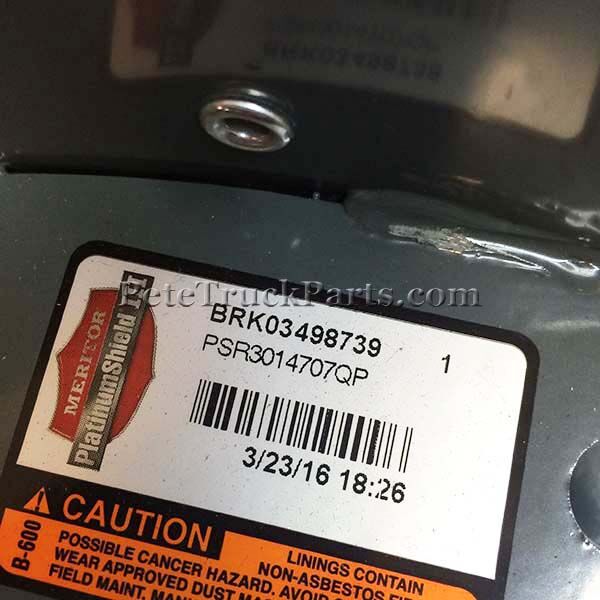 PeteTruckParts.com
MERITOR
PlatinumShield III
BRK03498739 1
PSR3014707QP
3/23/16 18:26
CAUTION
B-600
POSSIBLE CANCER HAZARD.
WEAR APPROVED DUST
FIELD MAINT.
LININGS CONTAIN
NON-ASBESTOS